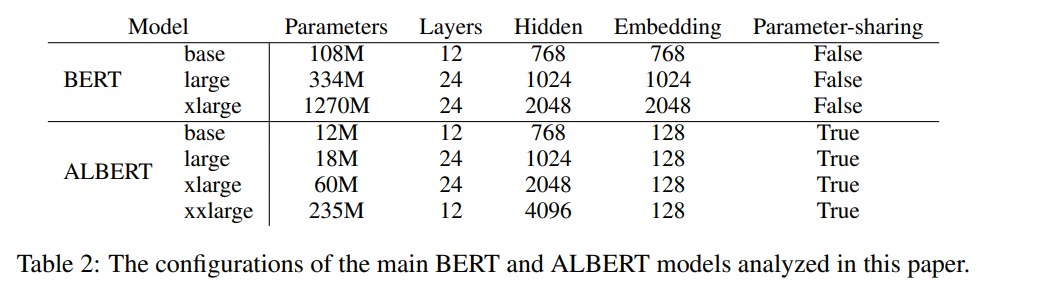 Model Parameters Layers Hidden Embedding Parameter-sharing
base 108M 12 768 768 False
BERT large 334M 24 1024 1024 False
xlarge 1270M 24 2048 2048 False
base 12M 12 768 128 True
large 18M 24 1024 128 True
ALBERT
xlarge 60M 24 2048 128 True
xxlarge 235M 12 4096 128 True
Table 2: The configurations of the main BERT and ALBERT models analyzed in this paper.